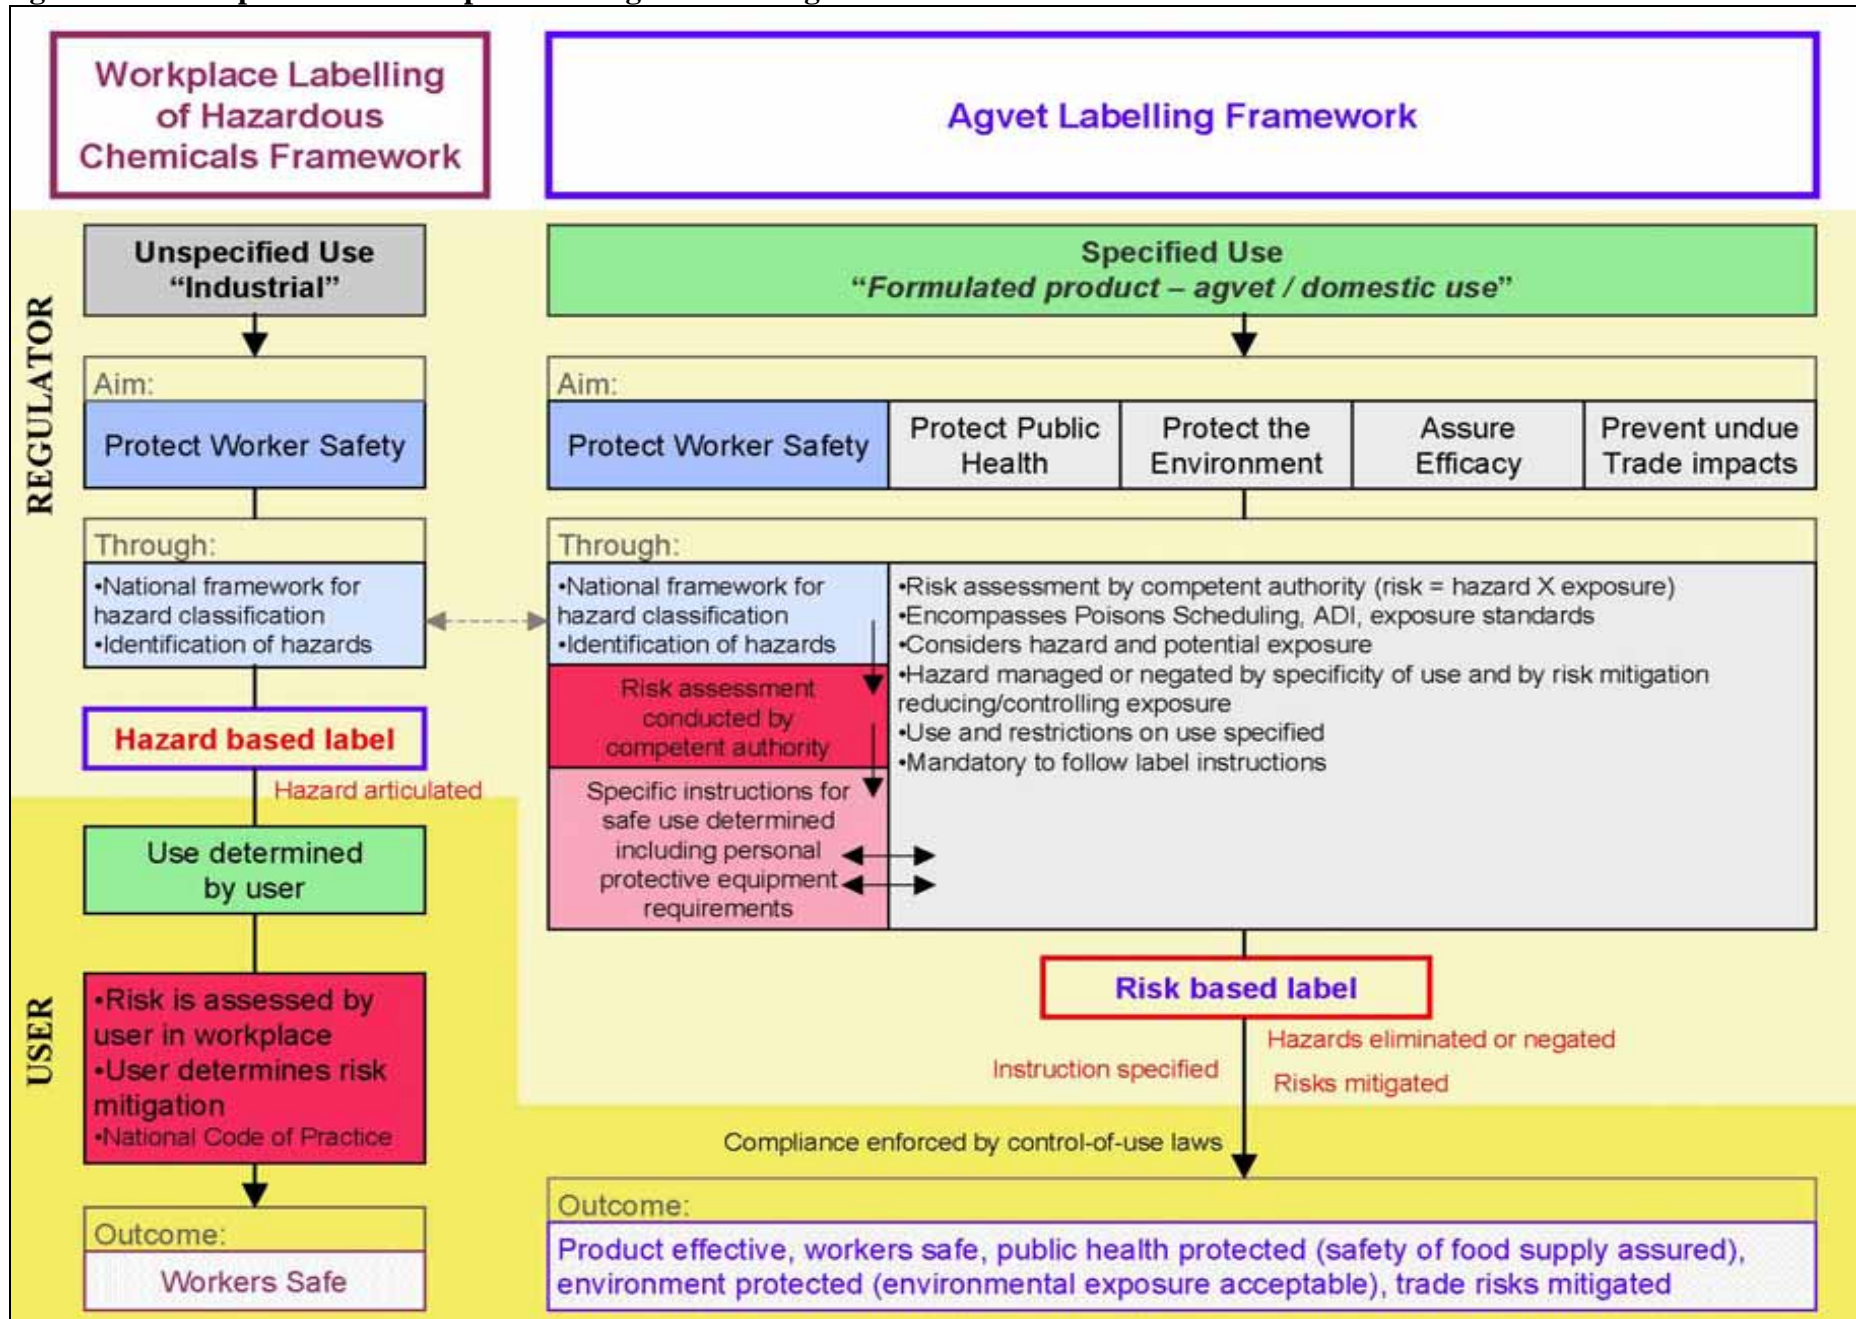 Workplace Labelling
of Hazardous
Chemicals Framework
Agvet Labelling Framework
REGULATOR
Unspecified Use
“Industrial”
Specified Use
“Formulated product – agvet / domestic use”
Aim:
Protect Worker Safety
Aim:
Protect Worker Safety
Protect Public
Health
Protect the
Environment
Assure
Efficacy
Prevent undue
Trade impacts
Through:
•National framework for
hazard classification
•Identification of hazards
Through:
•National framework for
hazard classification
•Identification of hazards
Risk assessment
conducted by
competent authority
Specific instructions for
safe use determined
including personal
protective equipment
requirements
•Risk assessment by competent authority (risk = hazard X exposure)
•Encompasses Poisons Scheduling, ADI, exposure standards
•Considers hazard and potential exposure
•Hazard managed or negated by specificity of use and by risk mitigation
reducing/controlling exposure
•Use and restrictions on use specified
•Mandatory to follow label instructions
Hazard based label
Hazard articulated
USER
Use determined
by user
•Risk is assessed by
user in workplace
•User determines risk
mitigation
•National Code of Practice
Risk based label
Hazards eliminated or negated
Instruction specified
Risks mitigated
Compliance enforced by control-of-use laws
Outcome:
Workers Safe
Outcome:
Product effective, workers safe, public health protected (safety of food supply assured),
environment protected (environmental exposure acceptable), trade risks mitigated